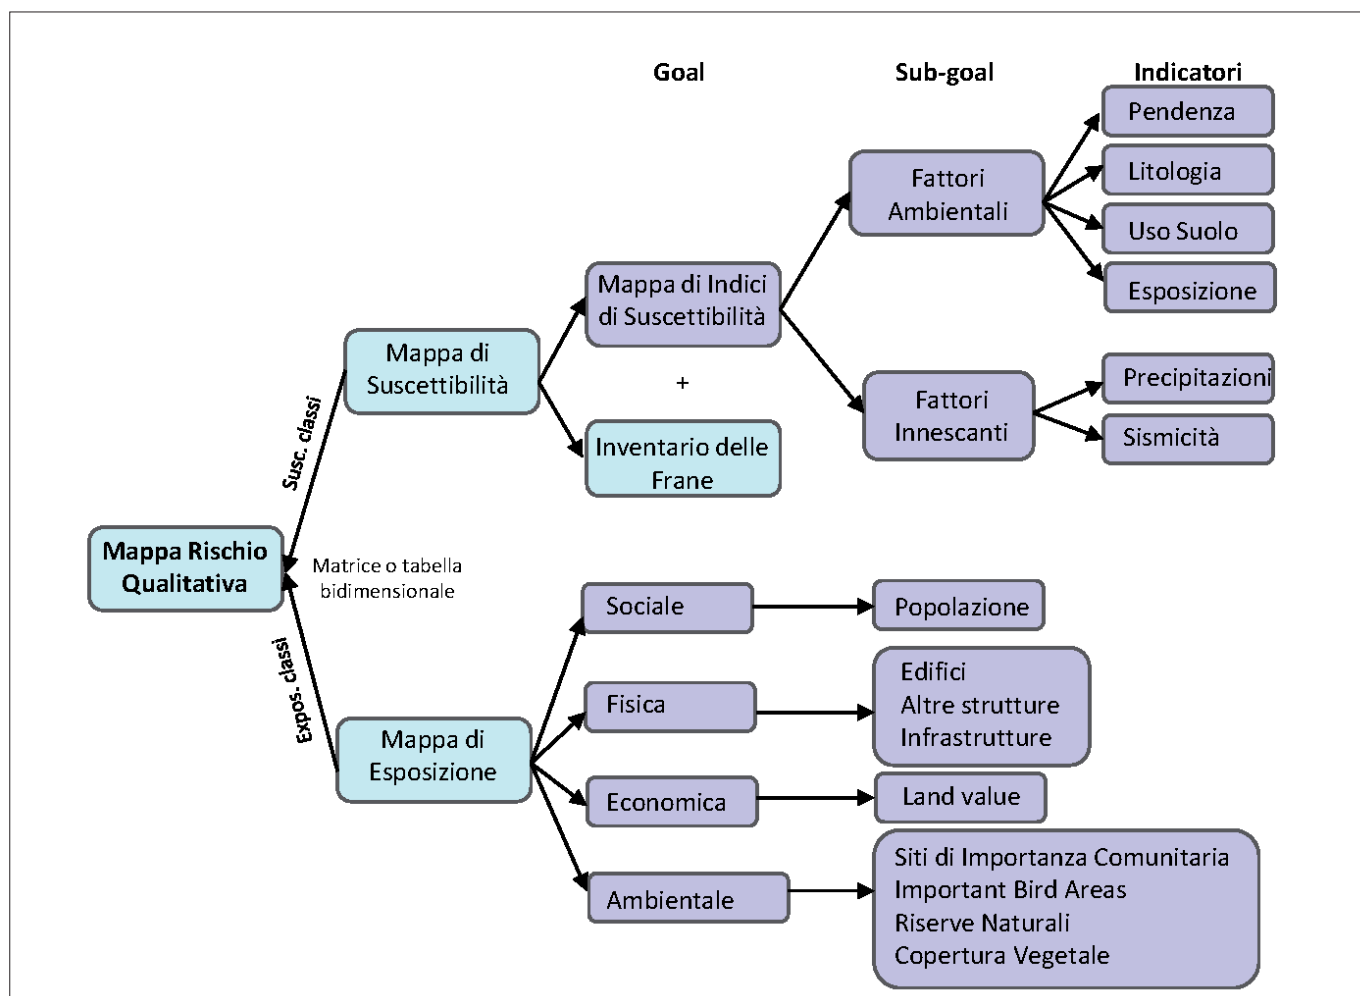 Goal
Sub-goal
Indicatori
Pendenza
Litologia
Uso Suolo
Esposizione
Fattori
Ambientali
Mappa di Indici
di Suscettibilità
Mappa di
Suscettibilità
+
Inventario delle
Frane
Fattori
Innescanti
Precipitazioni
Sismicità
Susc. classi
Mappa Rischio
Qualitativa
Matrice o tabella
bidimensionale
Expos. classi
Mappa di
Esposizione
Sociale
Popolazione
Fisica
Edifici
Altre strutture
Infrastrutture
Economica
Land value
Ambientale
Siti di Importanza Comunitaria
Important Bird Areas
Riserve Naturali
Copertura Vegetale